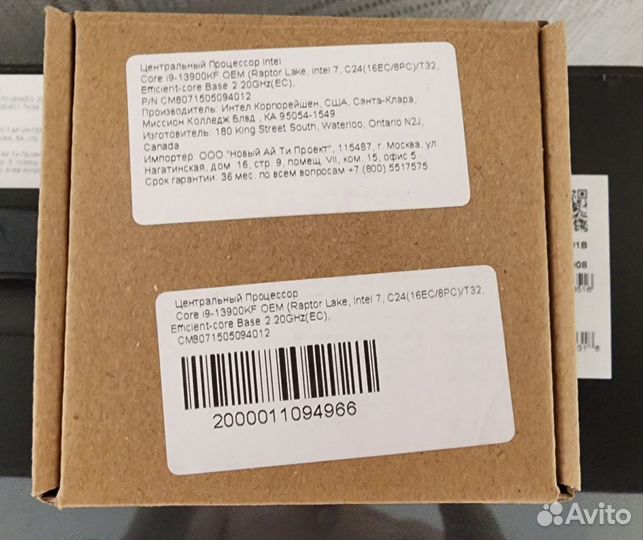 Центральный Процессор Intel
Core i9-13900KF OEM (Raptor Lake, Intel 7, C24(16EC/8PC)/T32,
Efficient-core Base 2.20GHz(EC),
P/N CM8071505094012
Производитель: Интел Корпорейшен, США, Санта-Клара,
Миссион Колледж Блвд., КА 95054-1549
Изготовитель: 180 King Street South, Waterloo, Ontario N2J,
Canada
Импортер: ООО "Новый Ай Ти Проект", 115487, г. Москва, ул.
Нагатинская, дом 16, стр. 9, помещ. VII, ком. 15, офис 5
Срок гарантии: 36 мес. по всем вопросам +7 (800) 5517575
Центральный Процессор
Core i9-13900KF OEM (Raptor Lake, Intel 7, C24(16EC/8PC)/T32,
Efficient-core Base 2.20GHz(EC),
CM8071505094012
2000011094966
Avito